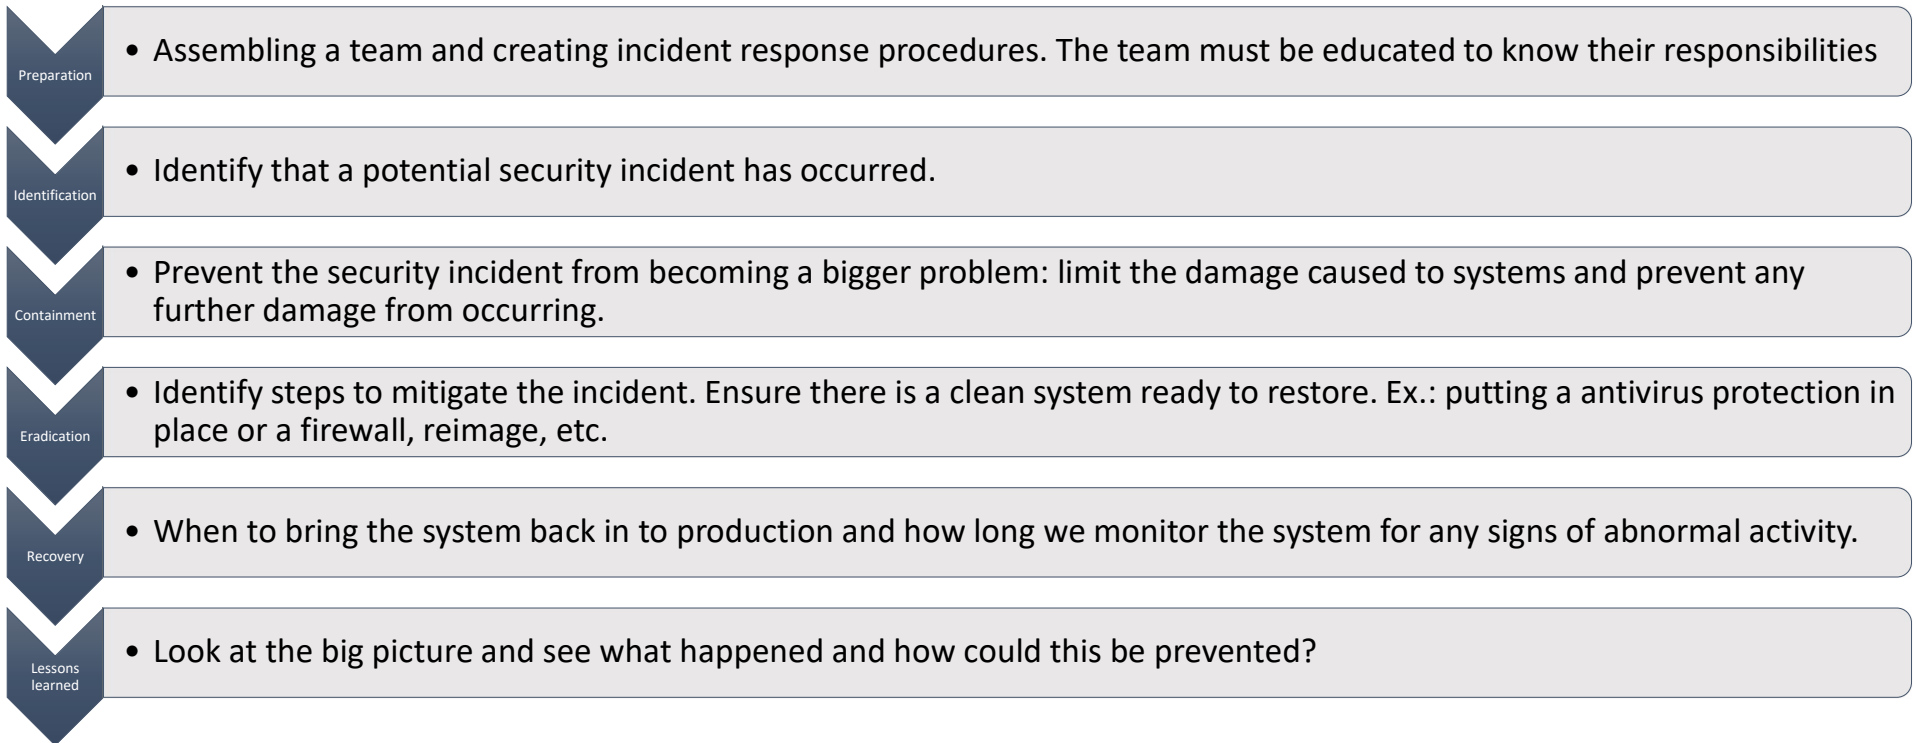 Preparation
• Assembling a team and creating incident response procedures. The team must be educated to know their responsibilities
Identification
• Identify that a potential security incident has occurred.
Containment
• Prevent the security incident from becoming a bigger problem: limit the damage caused to systems and prevent any
further damage from occurring.
Eradication
• Identify steps to mitigate the incident. Ensure there is a clean system ready to restore. Ex.: putting a antivirus protection in
place or a firewall, reimage, etc.
Recovery
• When to bring the system back in to production and how long we monitor the system for any signs of abnormal activity.
Lessons
learned
• Look at the big picture and see what happened and how could this be prevented?